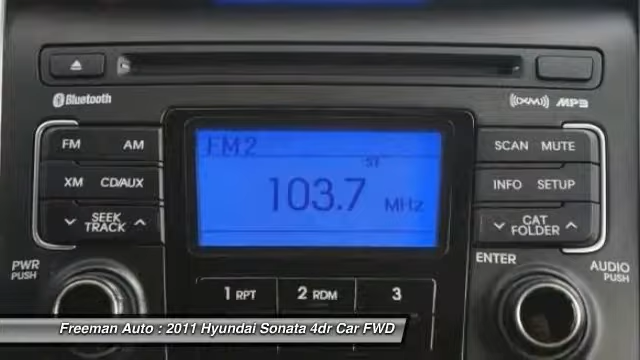 Bluetooth
XM MP3
FM AM
SCAN MUTE
FM2
ST
XM CD/AUX
INFO SETUP
103.7 MHz
SEEK TRACK
CAT FOLDER
PWR PUSH
ENTER
AUDIO PUSH
1 RPT 2 RDM 3
Freeman Auto : 2011 Hyundai Sonata 4dr Car FWD